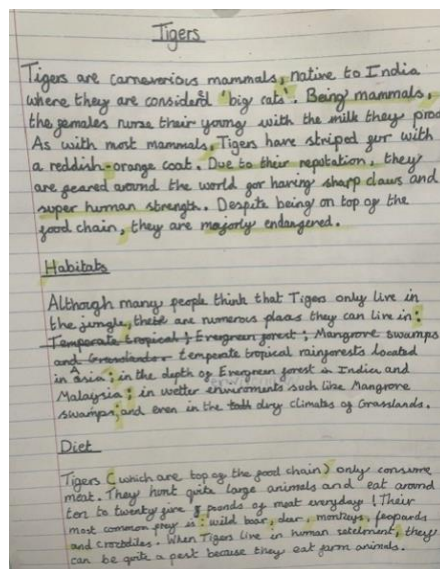 Tigers
Tigers are carneverious mammals, native to India
where they are considerd 'big cats'. Being mammals,
the females nurse their young with the milk they prod
As with most mammals, Tigers have striped fur with
a reddish-orange coat. Due to their reputation, they
are feared around the world for having sharp claws and
super human strength. Despite being on top of the
food chain, they are majorly endangered.
Habitats
Although many people think that Tigers only live in
the jungle, there are numerous places they can live in:
Temperate tropical Evergreen forest; Mangrove swamps
and Grasslands. temperate tropical rainforests located
in Asia; in the depth of Evergreen forest in India and
Malaysia; in wetter enviroments such like Mangrove
swamps; and even in the dry climates of Grasslands.
Diet
Tigers (which are top of the food chain) only consume
meat. They hunt quite large animals and eat around
ten to twenty five pounds of meat everyday! Their
most common prey is: wild boar, deer, monkeys, leopards
and Crocodiles. When Tigers live in human setelment, they
can be quite a pest because they eat farm animals.